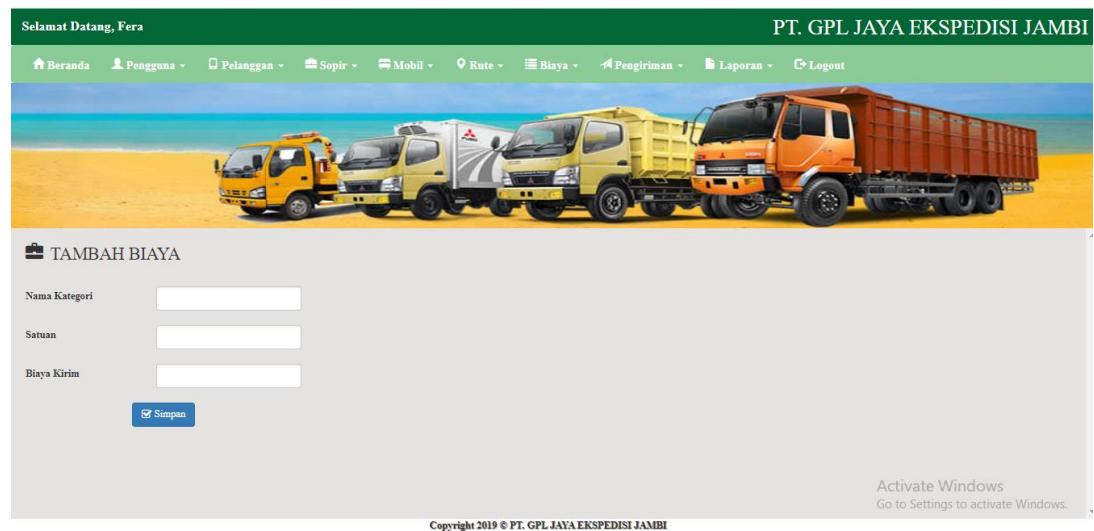 Selamat Datang, Fera
PT. GPL JAYA EKSPEDISI JAMBI
Beranda Pengguna Pelanggan Sopir Mobil Rute Biaya Pengiriman Laporan Logout
TAMBAH BIAYA
Nama Kategori
Satuan
Biaya Kirim
Simpan
Activate Windows
Go to Settings to activate Windows.
Copyright 2019 © PT. GPL JAYA EKSPEDISI JAMBI